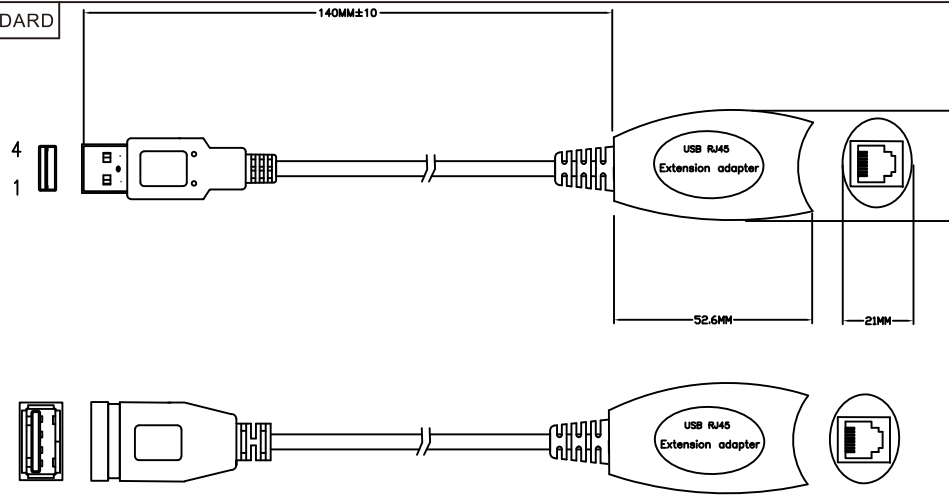 DARD
140MM±10
4
1
USB RJ45
Extension adapter
52.6MM
21MM
USB RJ45
Extension adapter